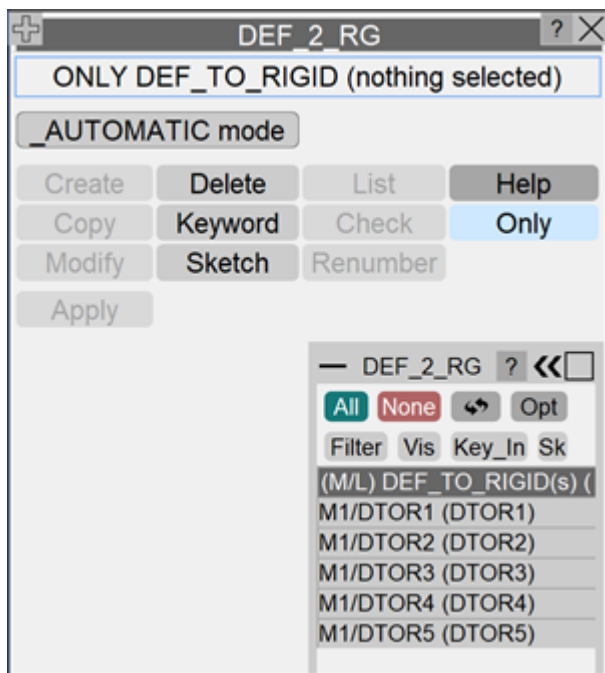 DEF_2_RG ?
ONLY DEF_TO_RIGID (nothing selected)
_AUTOMATIC mode
Create Delete List Help
Copy Keyword Check Only
Modify Sketch Renumber
Apply
DEF_2_RG ?
All None Opt
Filter Vis Key_In Sk
(M/L) DEF_TO_RIGID(s) (
M1/DTOR1 (DTOR1)
M1/DTOR2 (DTOR2)
M1/DTOR3 (DTOR3)
M1/DTOR4 (DTOR4)
M1/DTOR5 (DTOR5)